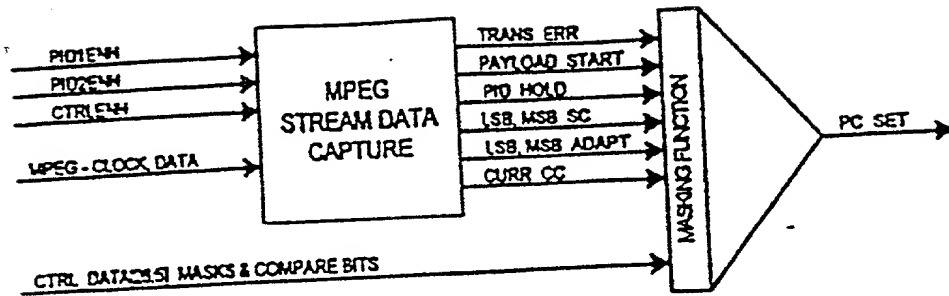 PID1ENH
PID2ENH
CTRLENH
MPEG - CLOCK, DATA
MPEG
STREAM DATA
CAPTURE
TRANS ERR
PAYLOAD START
PID HOLD
LSB, MSB SC
LSB, MSB ADAPT
CURR CC
MASKING FUNCTION
PC SET
CTRL MASKS & COMPARE BITS